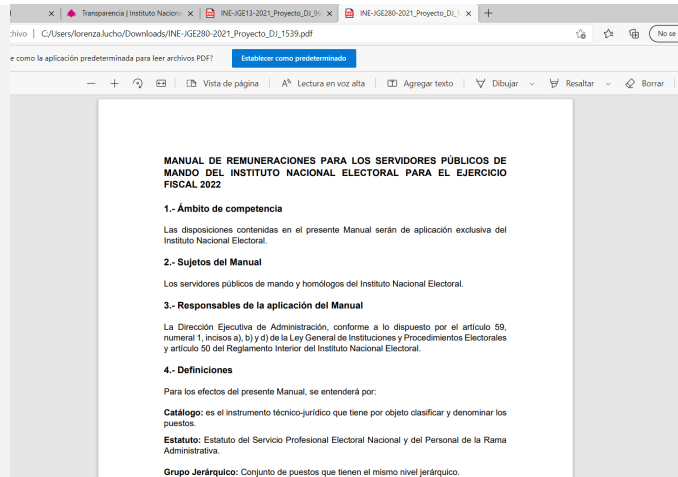 Transparencia | Instituto Naciona
INE-JGE13-2021_Proyecto_DJ_9
INE-JGE280-2021_Proyecto_DJ_1
chivo | C:/Users/lorenza.lucho/Downloads/INE-JGE280-2021_Proyecto_DJ_1539.pdf
No se
e como la aplicación predeterminada para leer archivos PDF? Establecer como predeterminado
Vista de página | Lectura en voz alta | Agregar texto | Dibujar Resaltar Borrar
MANUAL DE REMUNERACIONES PARA LOS SERVIDORES PÚBLICOS DE
MANDO DEL INSTITUTO NACIONAL ELECTORAL PARA EL EJERCICIO
FISCAL 2022
1.- Ámbito de competencia
Las disposiciones contenidas en el presente Manual serán de aplicación exclusiva del
Instituto Nacional Electoral.
2.- Sujetos del Manual
Los servidores públicos de mando y homólogos del Instituto Nacional Electoral.
3.- Responsables de la aplicación del Manual
La Dirección Ejecutiva de Administración, conforme a lo dispuesto por el artículo 59,
numeral 1, incisos a), b) y d) de la Ley General de Instituciones y Procedimientos Electorales
y artículo 50 del Reglamento Interior del Instituto Nacional Electoral.
4.- Definiciones
Para los efectos del presente Manual, se entenderá por:
Catálogo: es el instrumento técnico-jurídico que tiene por objeto clasificar y denominar los
puestos.
Estatuto: Estatuto del Servicio Profesional Electoral Nacional y del Personal de la Rama
Administrativa.
Grupo Jerárquico: Conjunto de puestos que tienen el mismo nivel jerárquico.